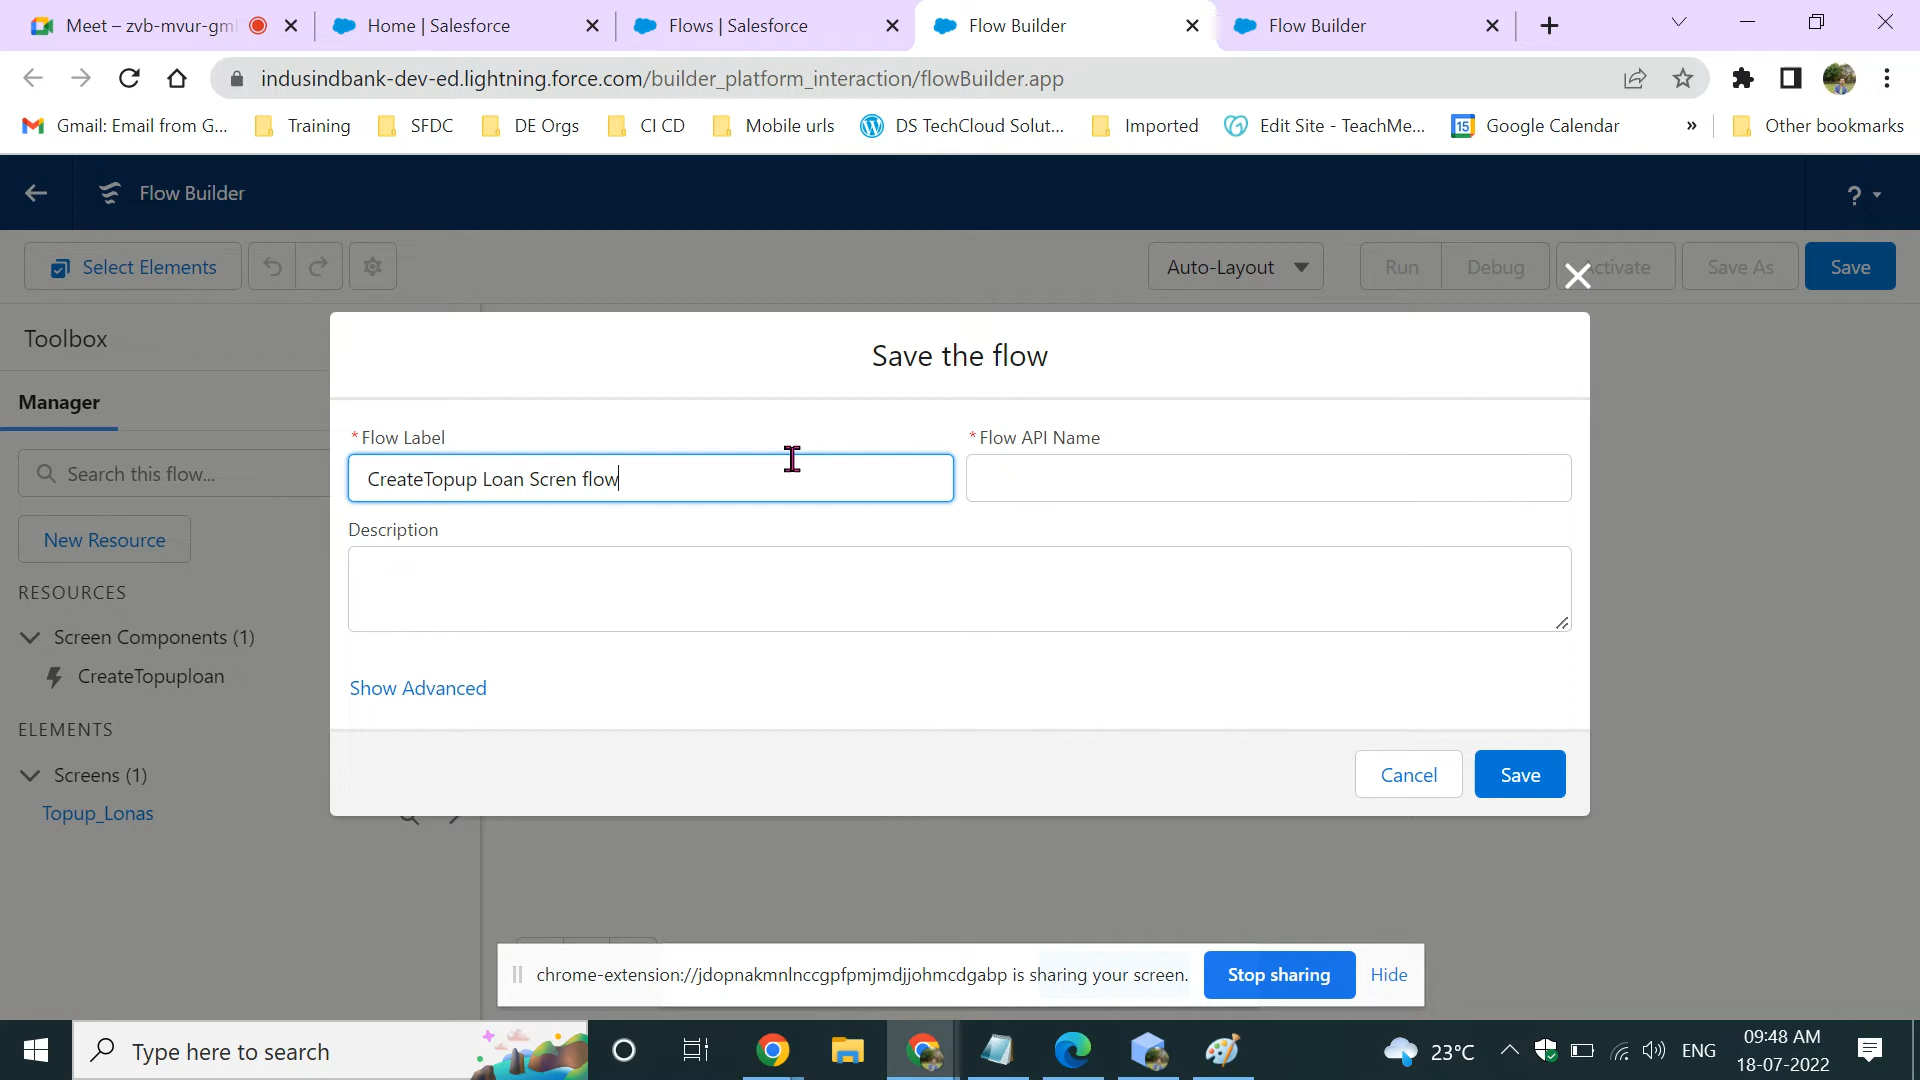 Meet – zvb-mvur-gml
Home | Salesforce
Flows | Salesforce
Flow Builder
Flow Builder
indusindbank-dev-ed.lightning.force.com/builder_platform_interaction/flowBuilder.app
Gmail: Email from G...
Training
SFDC
DE Orgs
CI CD
Mobile urls
DS TechCloud Solut...
Imported
Edit Site - TeachMe...
15
Google Calendar
»
Other bookmarks
Flow Builder
?
Select Elements
Auto-Layout
Run
Debug
Activate
Save As
Save
Toolbox
Save the flow
Manager
*Flow Label
*Flow API Name
Search this flow...
CreateTopup Loan Scren flow
Description
New Resource
RESOURCES
Screen Components (1)
CreateTopuploan
Show Advanced
ELEMENTS
Screens (1)
Cancel
Save
Topup_Lonas
chrome-extension://jdopnakmnlnccgpfpmjmdjjohmcdgabp is sharing your screen.
Stop sharing
Hide
Type here to search
23°C
ENG
09:48 AM
18-07-2022